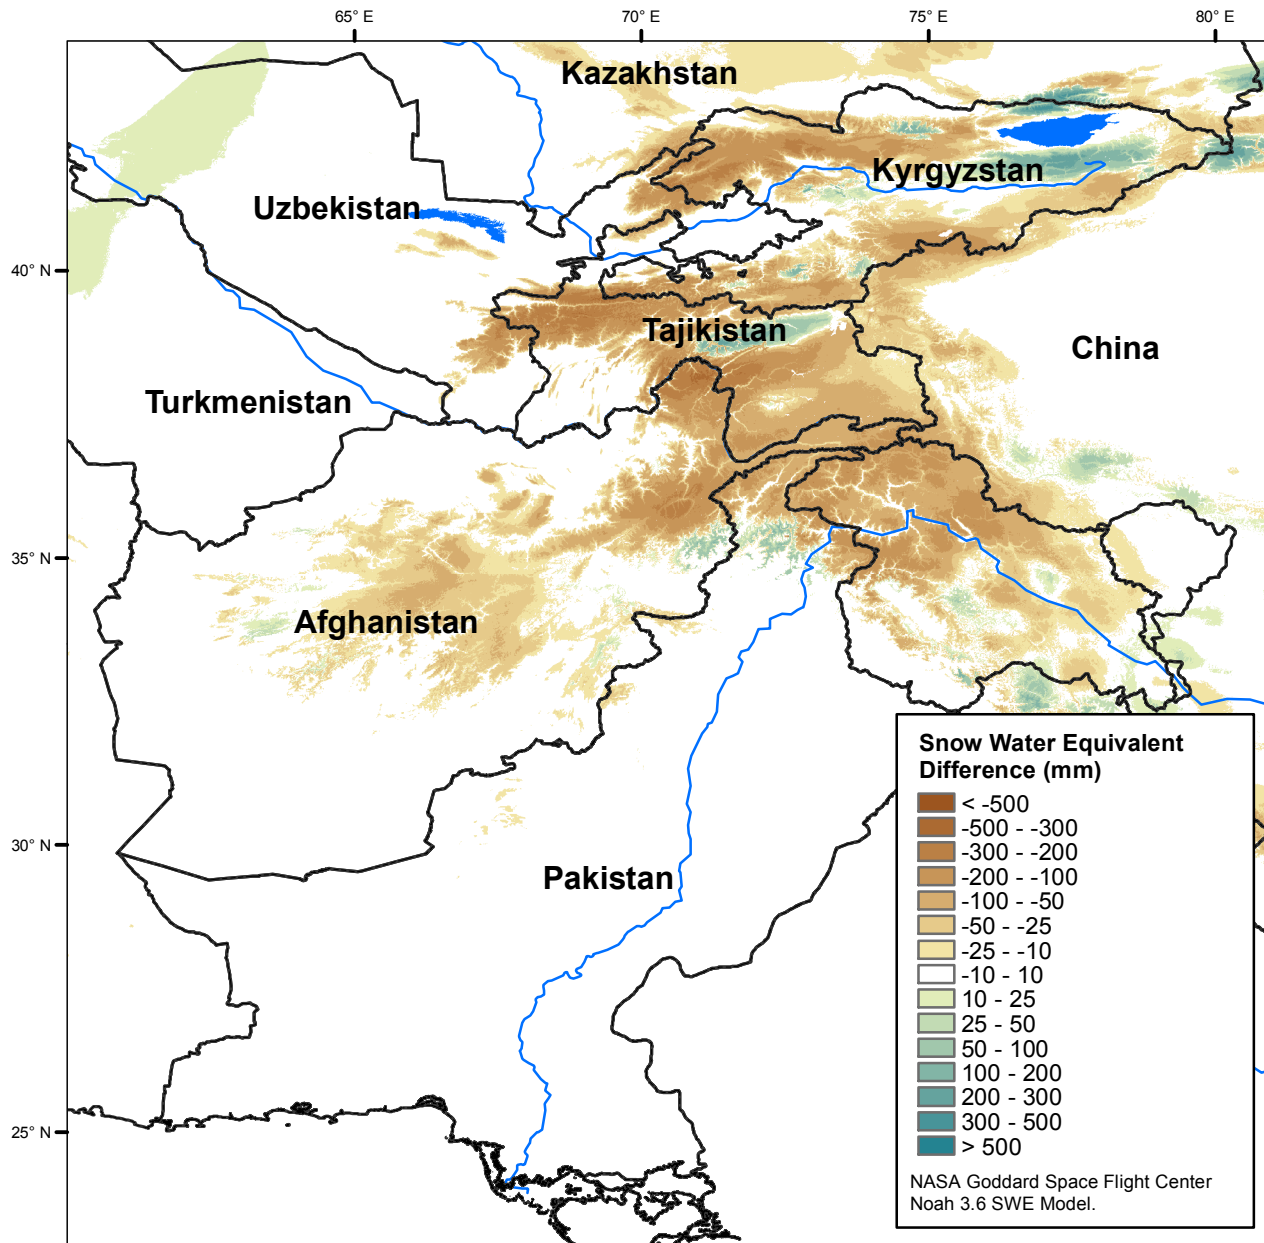 65° E
70° E
75° E
80° E
Kazakhstan
Kyrgyzstan
Uzbekistan
40° N
Tajikistan
China
Turkmenistan
35° N
Afghanistan
Snow Water Equivalent
Difference (mm)
< -500
-500 - -300
-300 - -200
-200 - -100
-100 - -50
-50 - -25
-25 - -10
-10 - 10
10 - 25
25 - 50
50 - 100
100 - 200
200 - 300
300 - 500
> 500
NASA Goddard Space Flight Center
Noah 3.6 SWE Model.
30° N
Pakistan
25° N